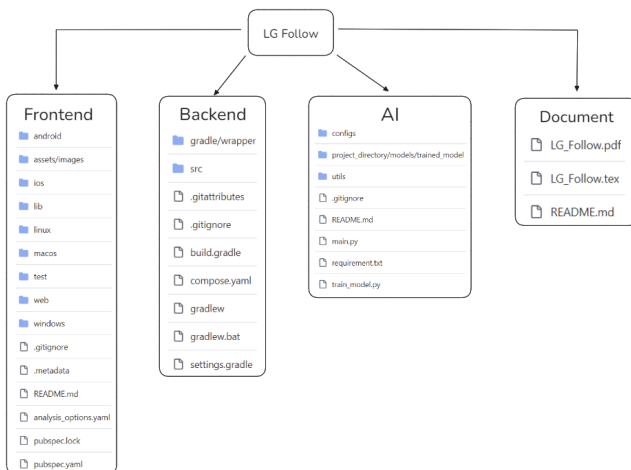 LG Follow
Frontend
android
assets/images
ios
lib
linux
macos
test
web
windows
.gitignore
.metadata
README.md
analysis_options.yaml
pubspec.lock
pubspec.yaml
Backend
gradle/wrapper
src
.gitattributes
.gitignore
build.gradle
compose.yaml
gradlew
gradlew.bat
settings.gradle
AI
configs
project_directory/models/trained_model
utils
.gitignore
README.md
main.py
requirement.txt
train_model.py
Document
LG_Follow.pdf
LG_Follow.tex
README.md